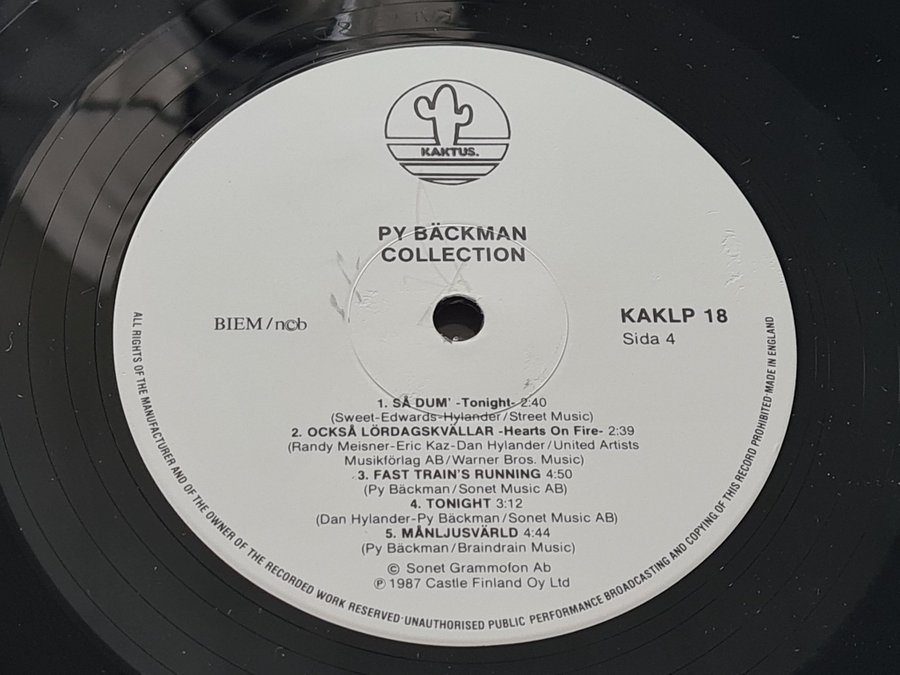 KAKTUS.
PY BÄCKMAN
COLLECTION
BIEM/ncb
KAKLP 18
Sida 4
1. SÅ DUM' -Tonight- 2:40
(Sweet-Edwards-Hylander/Street Music)
2. OCKSÅ LÖRDAGSKVÄLLAR -Hearts On Fire- 2:39
(Randy Meisner-Eric Kaz-Dan Hylander/United Artists
Musikförlag AB/Warner Bros. Music)
3. FAST TRAIN'S RUNNING 4:50
(Py Bäckman/Sonet Music AB)
4. TONIGHT 3:12
(Dan Hylander-Py Bäckman/Sonet Music AB)
5. MÅNLJUSVÄRLD 4:44
(Py Bäckman/Braindrain Music)
© Sonet Grammofon Ab
℗ 1987 Castle Finland Oy Ltd
ALL RIGHTS OF THE MANUFACTURER AND OF THE OWNER OF THE RECORDED WORK RESERVED·UNAUTHORISED PUBLIC PERFORMANCE BROADCASTING AND COPYING OF THIS RECORD PROHIBITED·MADE IN ENGLAND